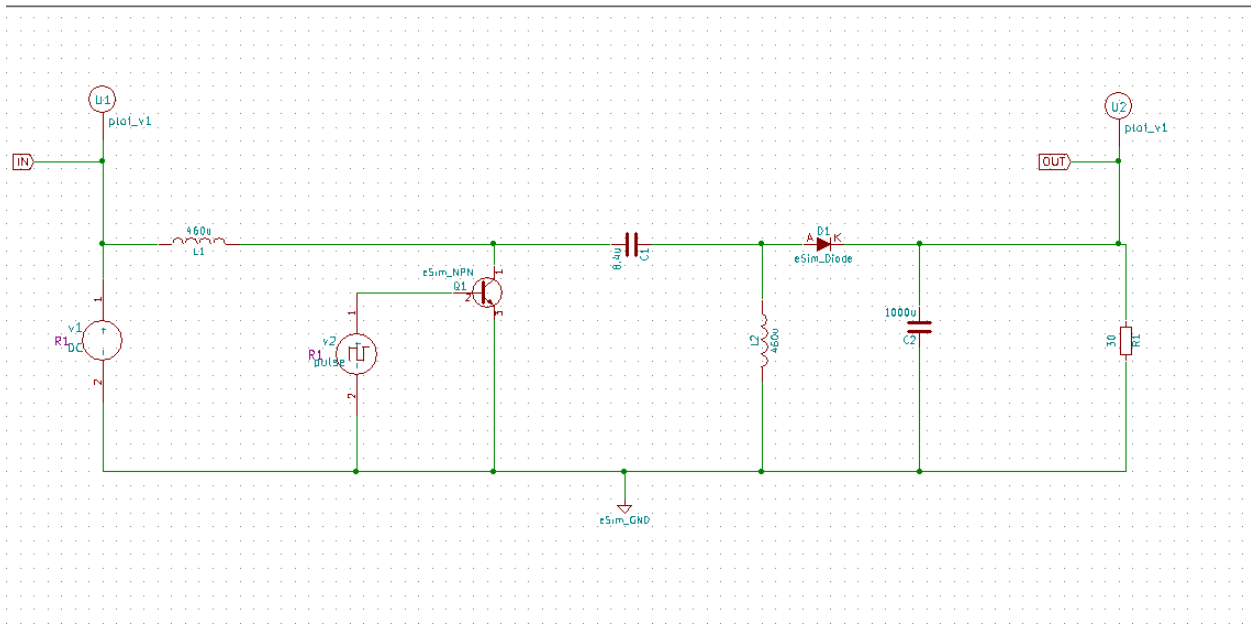 U1
plot_v1
U2
plot_v1
IN
OUT
460u
L1
D1
A
K
eSim_Diode
8.4u
C1
eSim_NPN
Q1
1
2
3
1
v1
R1
DC
2
1
v2
R1
pulse
2
L2
460u
1000u
C2
30
R1
eSim_GND